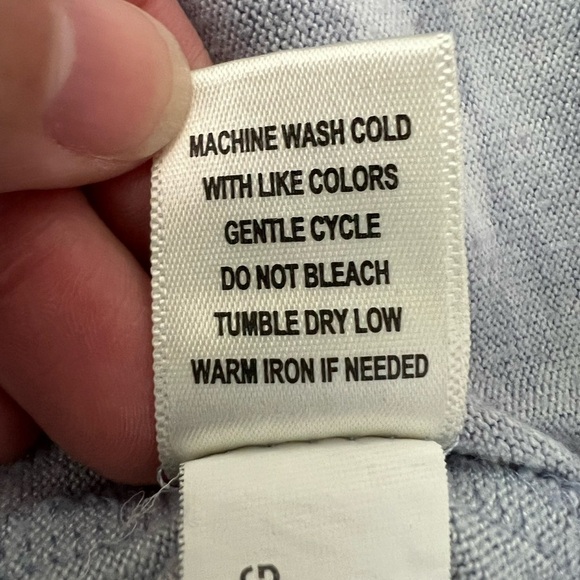 MACHINE WASH COLD
WITH LIKE COLORS
GENTLE CYCLE
DO NOT BLEACH
TUMBLE DRY LOW
WARM IRON IF NEEDED